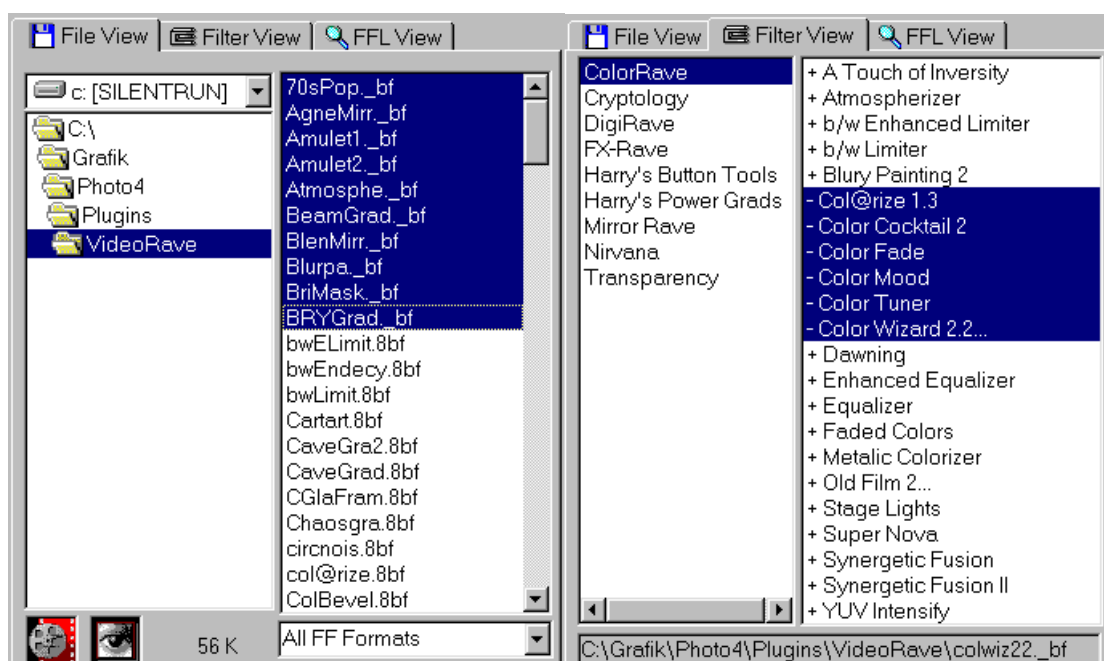 File View
Filter View
FFL View
c: [SILENTRUN]
C:\
Grafik
Photo4
Plugins
VideoRave
70sPop._bf
AgneMirr._bf
Amulet1._bf
Amulet2._bf
Atmosphe._bf
BeamGrad._bf
BlenMirr._bf
Blurpa._bf
BriMask._bf
BRYGrad._bf
bwELimit.8bf
bwEndecy.8bf
bwLimit.8bf
Cartart.8bf
CaveGra2.8bf
CaveGrad.8bf
CGlaFram.8bf
Chaosgra.8bf
circnois.8bf
col@rize.8bf
ColBevel.8bf
56 K
All FF Formats
File View
Filter View
FFL View
ColorRave
Cryptology
DigiRave
FX-Rave
Harry's Button Tools
Harry's Power Grads
Mirror Rave
Nirvana
Transparency
+ A Touch of Inversity
+ Atmospherizer
+ b/w Enhanced Limiter
+ b/w Limiter
+ Blury Painting 2
- Col@rize 1.3
- Color Cocktail 2
- Color Fade
- Color Mood
- Color Tuner
- Color Wizard 2.2...
+ Dawning
+ Enhanced Equalizer
+ Equalizer
+ Faded Colors
+ Metalic Colorizer
+ Old Film 2...
+ Stage Lights
+ Super Nova
+ Synergetic Fusion
+ Synergetic Fusion II
+ YUV Intensify
C:\Grafik\Photo4\Plugins\VideoRave\colwiz22._bf